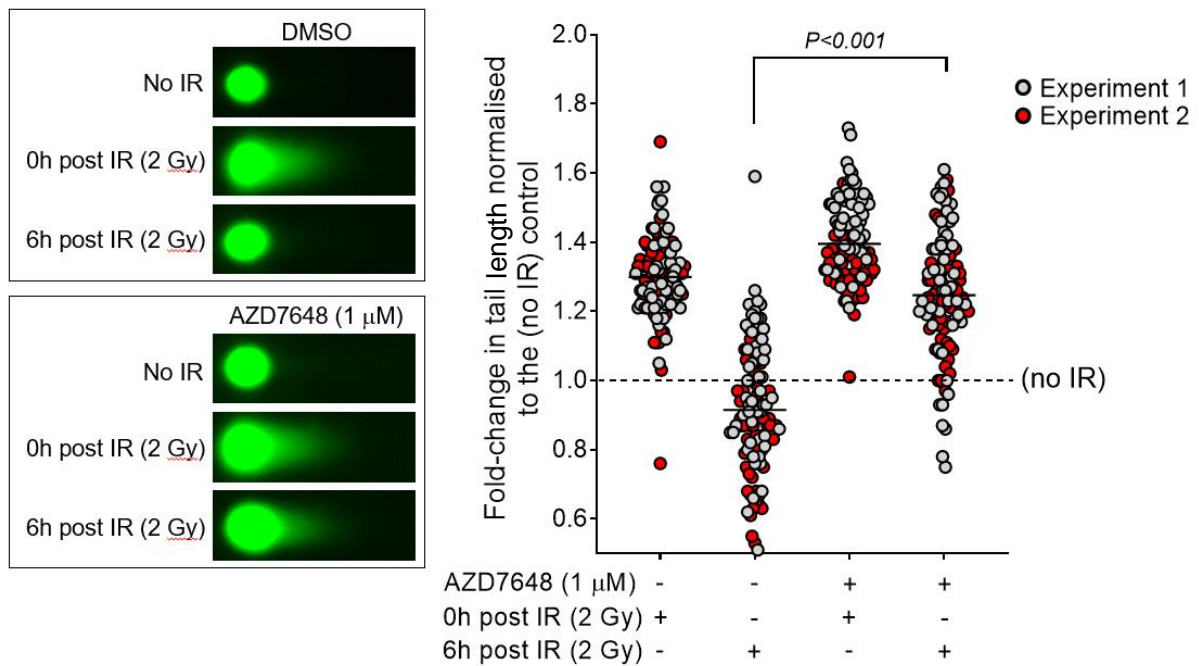 DMSO
No IR
0h post IR (2 Gy)
6h post IR (2 Gy)
AZD7648 (1 μM)
No IR
0h post IR (2 Gy)
6h post IR (2 Gy)
Fold-change in tail length normalised
to the (no IR) control
2.0
1.8
1.6
1.4
1.2
1.0
0.8
0.6
P<0.001
Experiment 1
Experiment 2
(no IR)
AZD7648 (1 μM) - - + +
0h post IR (2 Gy) + - + -
6h post IR (2 Gy) - + - +